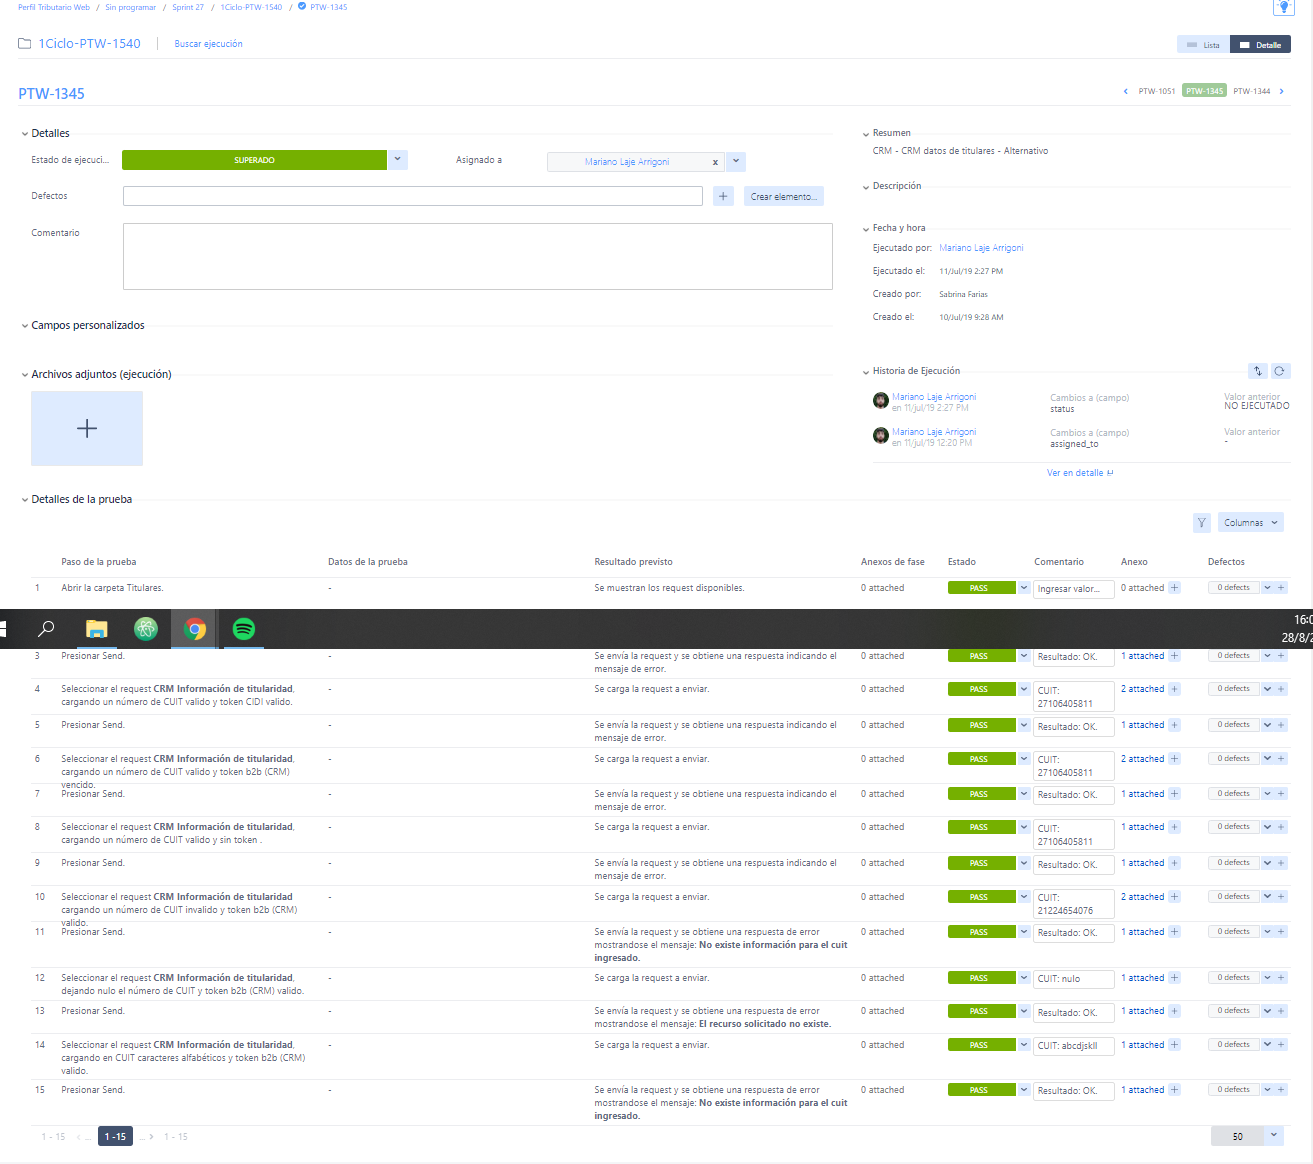 Perfil Tributario Web / Sin programar / Sprint 27 / 1Ciclo-PTW-1540 / PTW-1345
1Ciclo-PTW-1540 | Buscar ejecución
Lista Detalle
PTW-1345
PTW-1051 PTW-1345 PTW-1344
Detalles
Estado de ejecuci... SUPERADO
Asignado a Mariano Laje Arrigoni x
Defectos + Crear elemento...
Comentario
Campos personalizados
Archivos adjuntos (ejecución)
Resumen
CRM - CRM datos de titulares - Alternativo
Descripción
Fecha y hora
Ejecutado por: Mariano Laje Arrigoni
Ejecutado el: 11/Jul/19 2:27 PM
Creado por: Sabrina Farias
Creado el: 10/Jul/19 9:28 AM
Historia de Ejecución
Mariano Laje Arrigoni Cambios a (campo) Valor anterior
en 11/jul/19 2:27 PM status NO EJECUTADO
Mariano Laje Arrigoni Cambios a (campo) Valor anterior
en 11/jul/19 12:20 PM assigned_to -
Ver en detalle
Detalles de la prueba
Columnas
Paso de la prueba Datos de la prueba Resultado previsto Anexos de fase Estado Comentario Anexo Defectos
1 Abrir la carpeta Titulares. - Se muestran los request disponibles. 0 attached PASS Ingresar valor... 0 attached + 0 defects +
16:0
28/8/2
3 Presionar Send. - Se envía la request y se obtiene una respuesta indicando el 0 attached PASS Resultado: OK. 1 attached + 0 defects +
mensaje de error.
4 Seleccionar el request CRM Información de titularidad, - Se carga la request a enviar. 0 attached PASS CUIT: 2 attached + 0 defects +
cargando un número de CUIT valido y token CIDI valido. 27106405811
5 Presionar Send. - Se envía la request y se obtiene una respuesta indicando el 0 attached PASS Resultado: OK. 1 attached + 0 defects +
mensaje de error.
6 Seleccionar el request CRM Información de titularidad, - Se carga la request a enviar. 0 attached PASS CUIT: 2 attached + 0 defects +
cargando un número de CUIT valido y token b2b (CRM) 27106405811
vencido.
7 Presionar Send. - Se envía la request y se obtiene una respuesta indicando el 0 attached PASS Resultado: OK. 1 attached + 0 defects +
mensaje de error.
8 Seleccionar el request CRM Información de titularidad, - Se carga la request a enviar. 0 attached PASS CUIT: 1 attached + 0 defects +
cargando un número de CUIT valido y sin token . 27106405811
9 Presionar Send. - Se envía la request y se obtiene una respuesta indicando el 0 attached PASS Resultado: OK. 1 attached + 0 defects +
mensaje de error.
10 Seleccionar el request CRM Información de titularidad - Se carga la request a enviar. 0 attached PASS CUIT: 2 attached + 0 defects +
cargando un número de CUIT invalido y token b2b (CRM) 21224654076
valido.
11 Presionar Send. - Se envía la request y se obtiene una respuesta de error 0 attached PASS Resultado: OK. 1 attached + 0 defects +
mostrandose el mensaje: No existe información para el cuit
ingresado.
12 Seleccionar el request CRM Información de titularidad, - Se carga la request a enviar. 0 attached PASS CUIT: nulo 1 attached + 0 defects +
dejando nulo el número de CUIT y token b2b (CRM) valido.
13 Presionar Send. - Se envía la request y se obtiene una respuesta de error 0 attached PASS Resultado: OK. 1 attached + 0 defects +
mostrandose el mensaje: El recurso solicitado no existe.
14 Seleccionar el request CRM Información de titularidad, - Se carga la request a enviar. 0 attached PASS CUIT: abcdjskll 1 attached + 0 defects +
cargando en CUIT caracteres alfabéticos y token b2b (CRM)
valido.
15 Presionar Send. - Se envía la request y se obtiene una respuesta de error 0 attached PASS Resultado: OK. 1 attached + 0 defects +
mostrandose el mensaje: No existe información para el cuit
ingresado.
1 - 15 ... 1 -15 ... 1 - 15 50